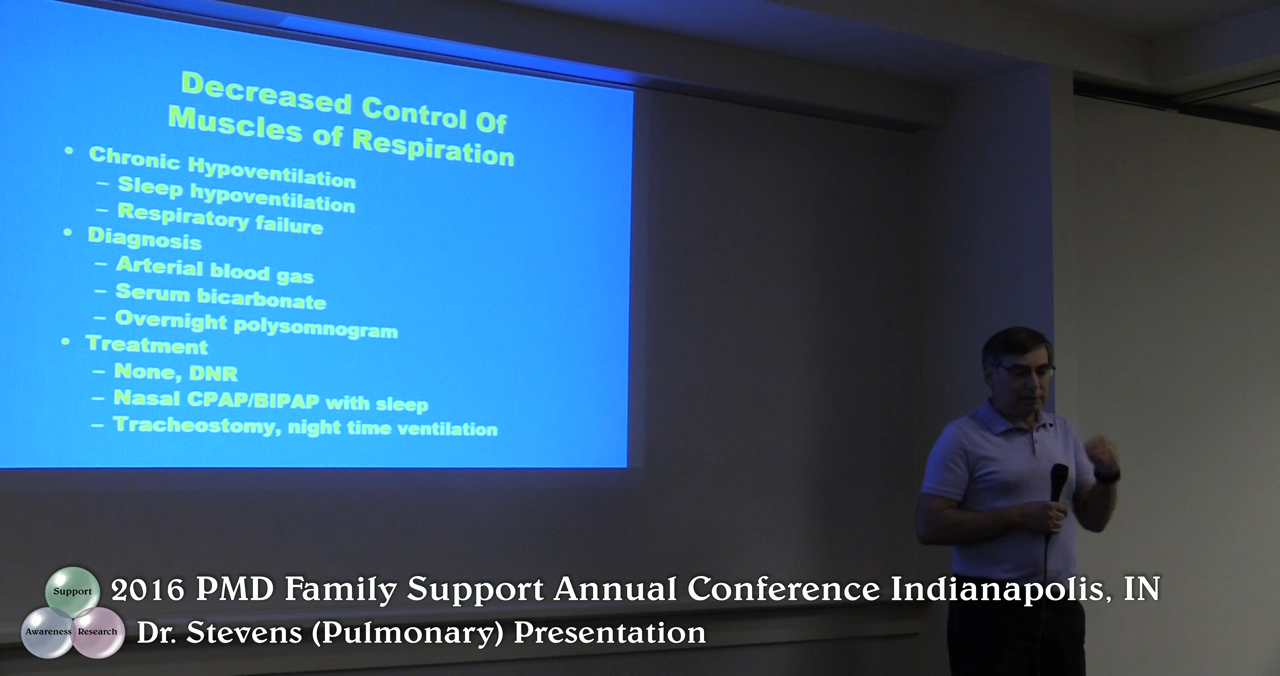 Decreased Control Of
Muscles of Respiration
• Chronic Hypoventilation
– Sleep hypoventilation
– Respiratory failure
• Diagnosis
– Arterial blood gas
– Serum bicarbonate
– Overnight polysomnogram
• Treatment
– None, DNR
– Nasal CPAP/BIPAP with sleep
– Tracheostomy, night time ventilation
Support
Awareness Research
2016 PMD Family Support Annual Conference Indianapolis, IN
Dr. Stevens (Pulmonary) Presentation